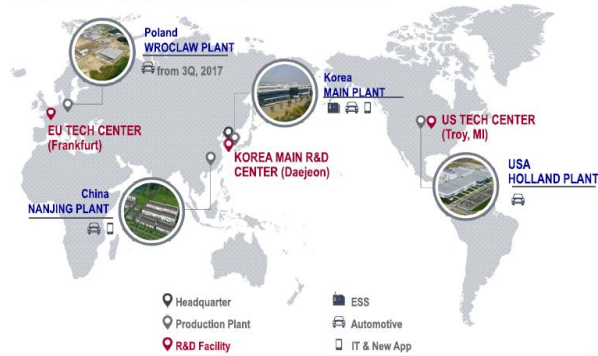 Poland
WROCLAW PLANT
from 3Q, 2017
Korea
MAIN PLANT
EU TECH CENTER
(Frankfurt)
US TECH CENTER
(Troy, MI)
KOREA MAIN R&D
CENTER (Daejeon)
USA
HOLLAND PLANT
China
NANJING PLANT
Headquarter
ESS
Production Plant
Automotive
R&D Facility
IT & New App